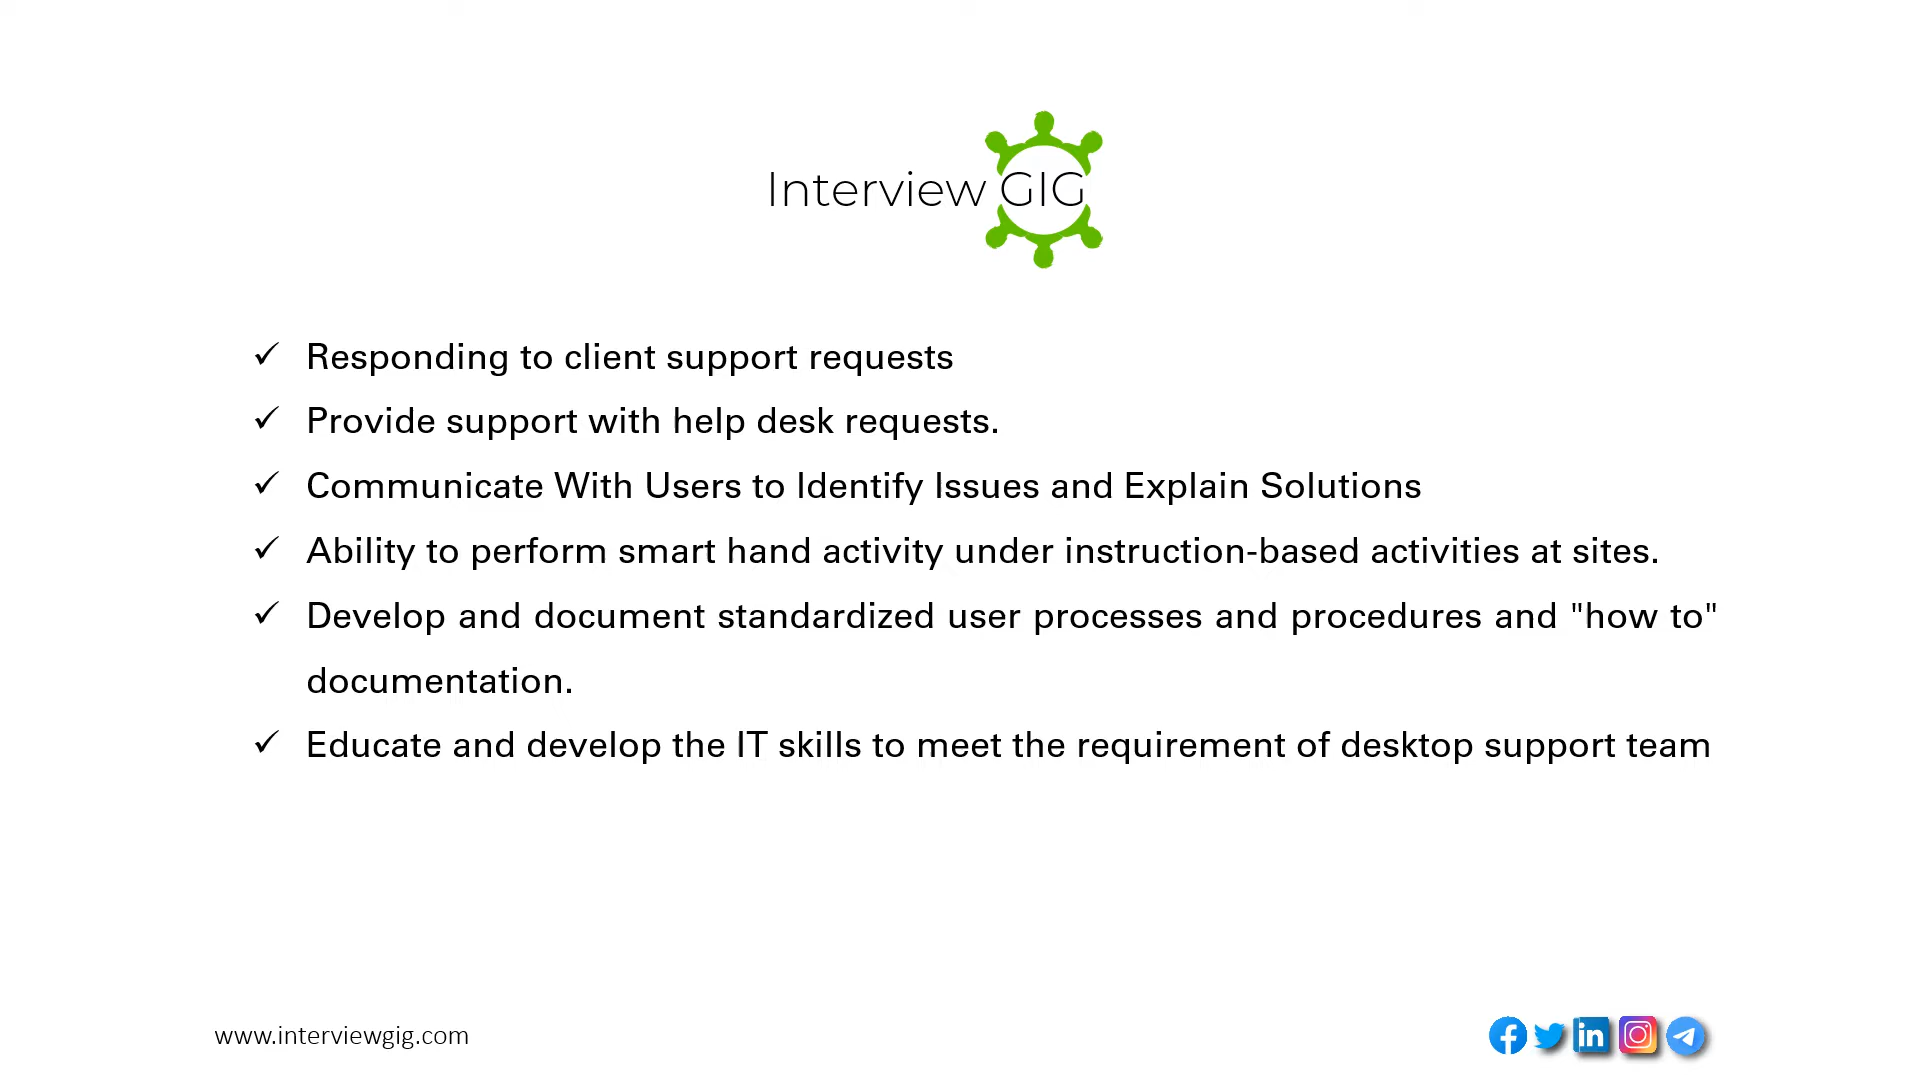 Interview GIG
✓ Responding to client support requests
✓ Provide support with help desk requests.
✓ Communicate With Users to Identify Issues and Explain Solutions
✓ Ability to perform smart hand activity under instruction-based activities at sites.
✓ Develop and document standardized user processes and procedures and "how to"
documentation.
✓ Educate and develop the IT skills to meet the requirement of desktop support team
www.interviewgig.com
in